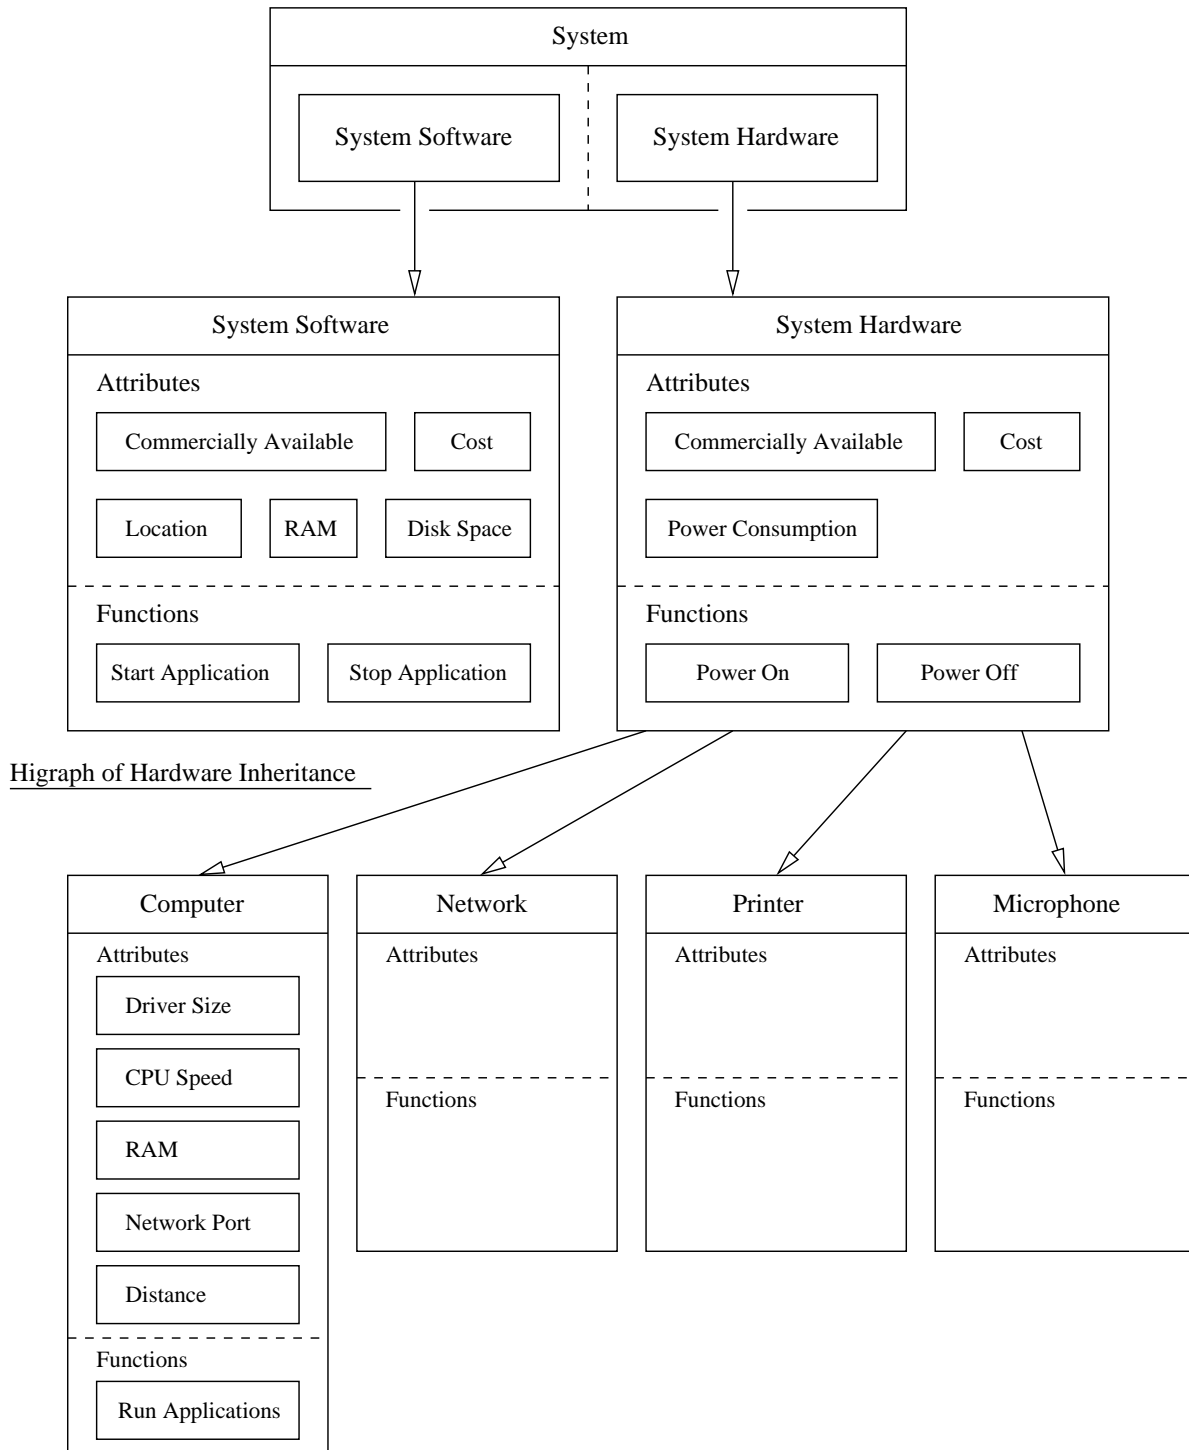 System
System Software
System Hardware
System Software
Attributes
Commercially Available
Cost
Location
RAM
Disk Space
Functions
Start Application
Stop Application
System Hardware
Attributes
Commercially Available
Cost
Power Consumption
Functions
Power On
Power Off
Higraph of Hardware Inheritance
Computer
Attributes
Driver Size
CPU Speed
RAM
Network Port
Distance
Functions
Run Applications
Network
Attributes
Functions
Printer
Attributes
Functions
Microphone
Attributes
Functions